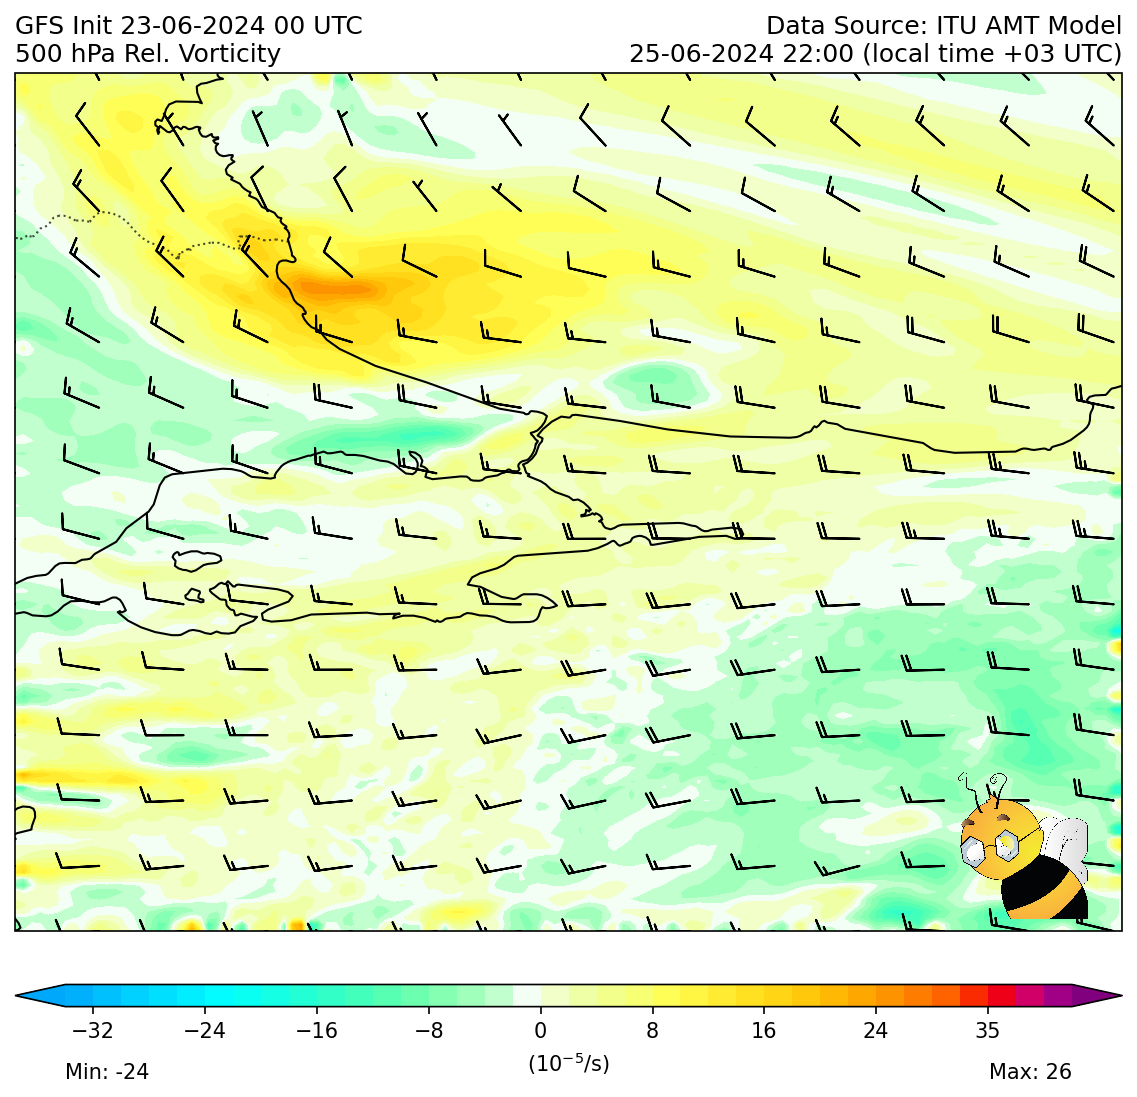 GFS Init 23-06-2024 00 UTC
Data Source: ITU AMT Model
500 hPa Rel. Vorticity
25-06-2024 22:00 (local time +03 UTC)
−32 −24 −16 −8 0 8 16 24 35
(10⁻⁵/s)
Min: -24
Max: 26